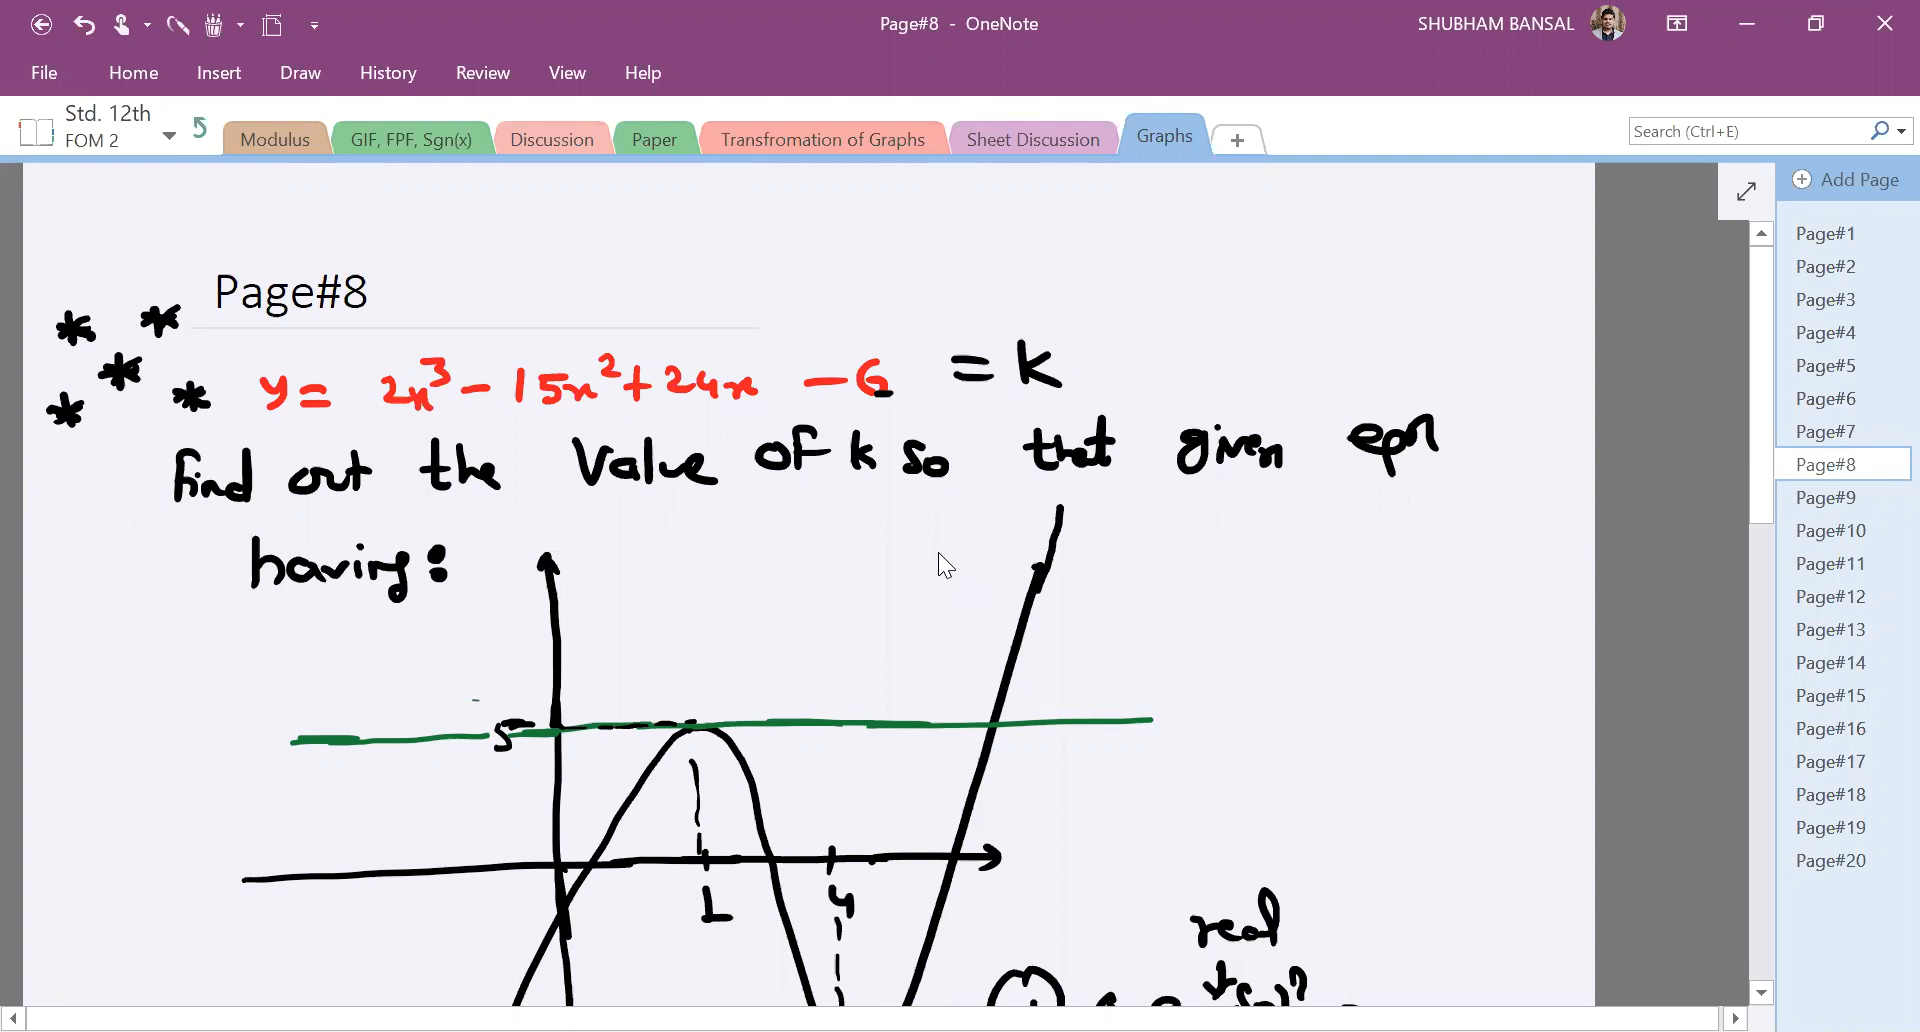 Page#8 - OneNote
SHUBHAM BANSAL
File Home Insert Draw History Review View Help
Std. 12th
FOM 2
Modulus
GIF, FPF, Sgn(x)
Discussion
Paper
Transfromation of Graphs
Sheet Discussion
Graphs
Search (Ctrl+E)
Add Page
Page#1
Page#2
Page#3
Page#4
Page#5
Page#6
Page#7
Page#8
Page#9
Page#10
Page#11
Page#12
Page#13
Page#14
Page#15
Page#16
Page#17
Page#18
Page#19
Page#20
Page#8
y = 2x³ - 15x² + 24x - 6 = k
find out the value of k so that given eqn
having:
5
1
4
real